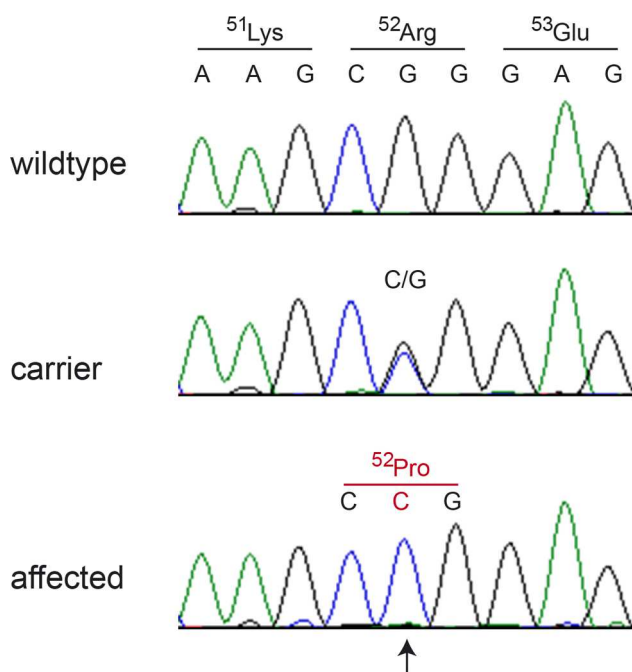 51Lys 52Arg 53Glu
A A G C G G G A G
wildtype
C/G
carrier
52Pro
C C G
affected